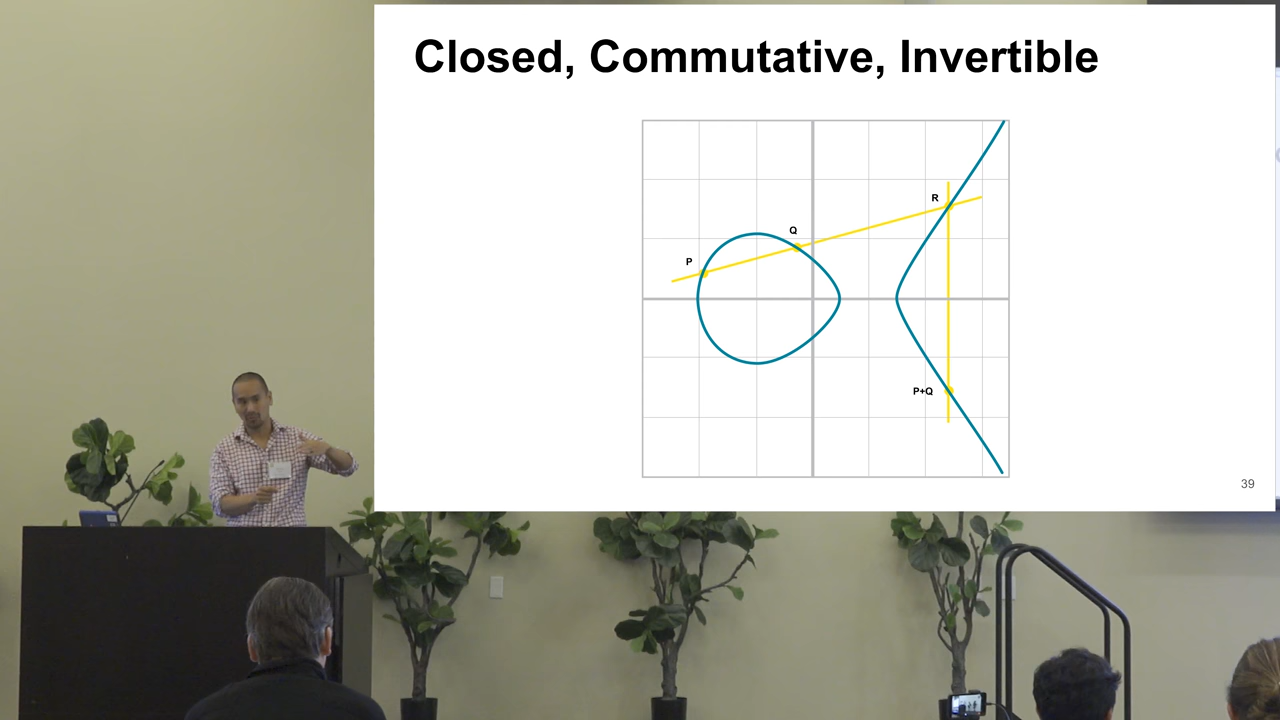 Closed, Commutative, Invertible
R
Q
P
P+Q
39